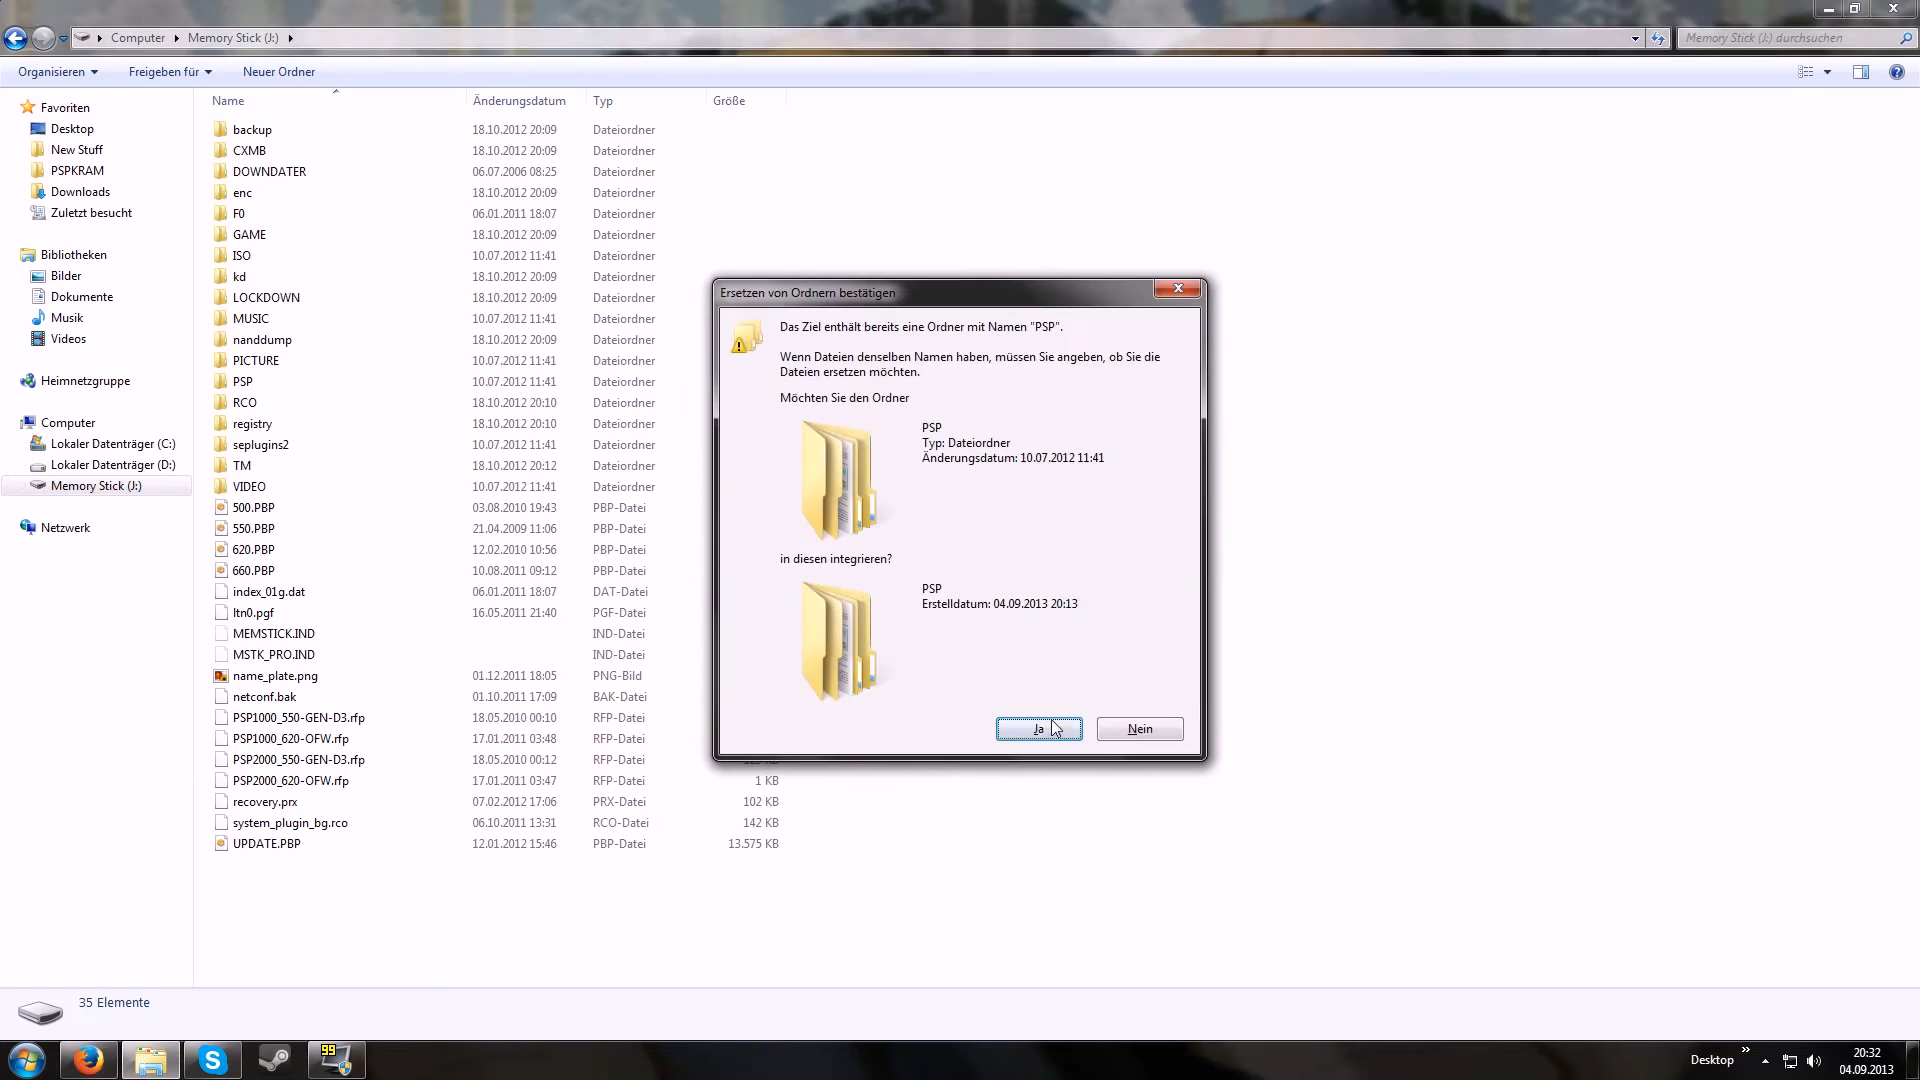 Computer
Memory Stick (J:)
Memory Stick (J:) durchsuchen
Organisieren
Freigeben für
Neuer Ordner
Favoriten
Desktop
New Stuff
PSPKRAM
Downloads
Zuletzt besucht
Bibliotheken
Bilder
Dokumente
Musik
Videos
Heimnetzgruppe
Computer
Lokaler Datenträger (C:)
Lokaler Datenträger (D:)
Memory Stick (J:)
Netzwerk
Name Änderungsdatum Typ Größe
backup 18.10.2012 20:09 Dateiordner
CXMB 18.10.2012 20:09 Dateiordner
DOWNDATER 06.07.2006 08:25 Dateiordner
enc 18.10.2012 20:09 Dateiordner
F0 06.01.2011 18:07 Dateiordner
GAME 18.10.2012 20:09 Dateiordner
ISO 10.07.2012 11:41 Dateiordner
kd 18.10.2012 20:09 Dateiordner
LOCKDOWN 18.10.2012 20:09 Dateiordner
MUSIC 10.07.2012 11:41 Dateiordner
nanddump 18.10.2012 20:09 Dateiordner
PICTURE 10.07.2012 11:41 Dateiordner
PSP 10.07.2012 11:41 Dateiordner
RCO 18.10.2012 20:10 Dateiordner
registry 18.10.2012 20:10 Dateiordner
seplugins2 10.07.2012 11:41 Dateiordner
TM 18.10.2012 20:12 Dateiordner
VIDEO 10.07.2012 11:41 Dateiordner
500.PBP 03.08.2010 19:43 PBP-Datei
550.PBP 21.04.2009 11:06 PBP-Datei
620.PBP 12.02.2010 10:56 PBP-Datei
660.PBP 10.08.2011 09:12 PBP-Datei
index_01g.dat 06.01.2011 18:07 DAT-Datei
ltn0.pgf 16.05.2011 21:40 PGF-Datei
MEMSTICK.IND IND-Datei
MSTK_PRO.IND IND-Datei
name_plate.png 01.12.2011 18:05 PNG-Bild
netconf.bak 01.10.2011 17:09 BAK-Datei
PSP1000_550-GEN-D3.rfp 18.05.2010 00:10 RFP-Datei
PSP1000_620-OFW.rfp 17.01.2011 03:48 RFP-Datei
PSP2000_550-GEN-D3.rfp 18.05.2010 00:12 RFP-Datei
PSP2000_620-OFW.rfp 17.01.2011 03:47 RFP-Datei 1 KB
recovery.prx 07.02.2012 17:06 PRX-Datei 102 KB
system_plugin_bg.rco 06.10.2011 13:31 RCO-Datei 142 KB
UPDATE.PBP 12.01.2012 15:46 PBP-Datei 13.575 KB
Ersetzen von Ordnern bestätigen
Das Ziel enthält bereits eine Ordner mit Namen "PSP".
Wenn Dateien denselben Namen haben, müssen Sie angeben, ob Sie die
Dateien ersetzen möchten.
Möchten Sie den Ordner
PSP
Typ: Dateiordner
Änderungsdatum: 10.07.2012 11:41
in diesen integrieren?
PSP
Erstelldatum: 04.09.2013 20:13
Ja
Nein
35 Elemente
99
Desktop
20:32
04.09.2013